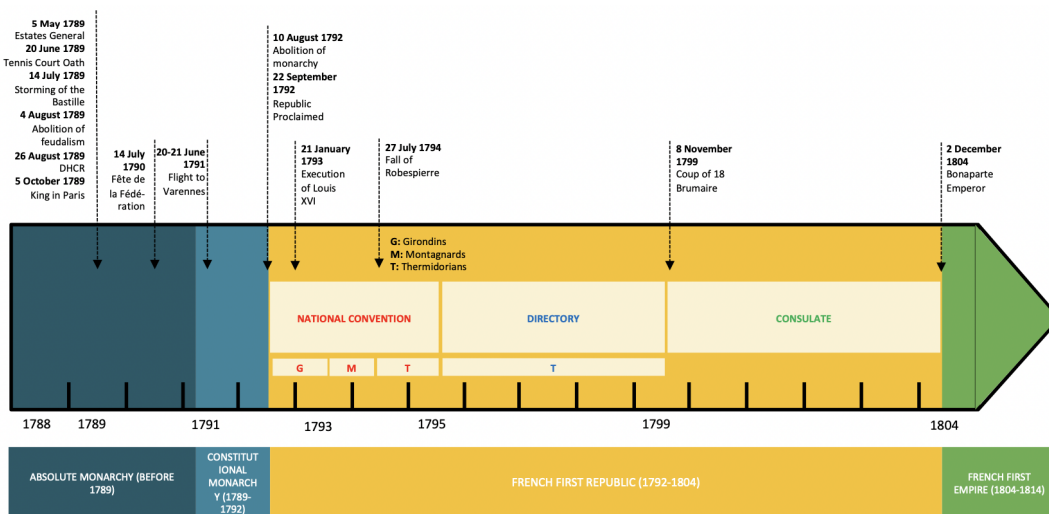 5 May 1789
Estates General
20 June 1789
Tennis Court Oath
14 July 1789
Storming of the
Bastille
4 August 1789
Abolition of
feudalism
26 August 1789
DHCR
5 October 1789
King in Paris
14 July
1790
Fête de
la Fédé-
ration
20-21 June
1791
Flight to
Varennes
10 August 1792
Abolition of
monarchy
22 September
1792
Republic
Proclaimed
21 January
1793
Execution
of Louis
XVI
27 July 1794
Fall of
Robespierre
8 November
1799
Coup of 18
Brumaire
2 December
1804
Bonaparte
Emperor
G: Girondins
M: Montagnards
T: Thermidorians
NATIONAL CONVENTION
DIRECTORY
CONSULATE
G
M
T
T
1788
1789
1791
1793
1795
1799
1804
ABSOLUTE MONARCHY (BEFORE
1789)
CONSTITUT
IONAL
MONARCH
Y (1789-
1792)
FRENCH FIRST REPUBLIC (1792-1804)
FRENCH FIRST
EMPIRE (1804-1814)